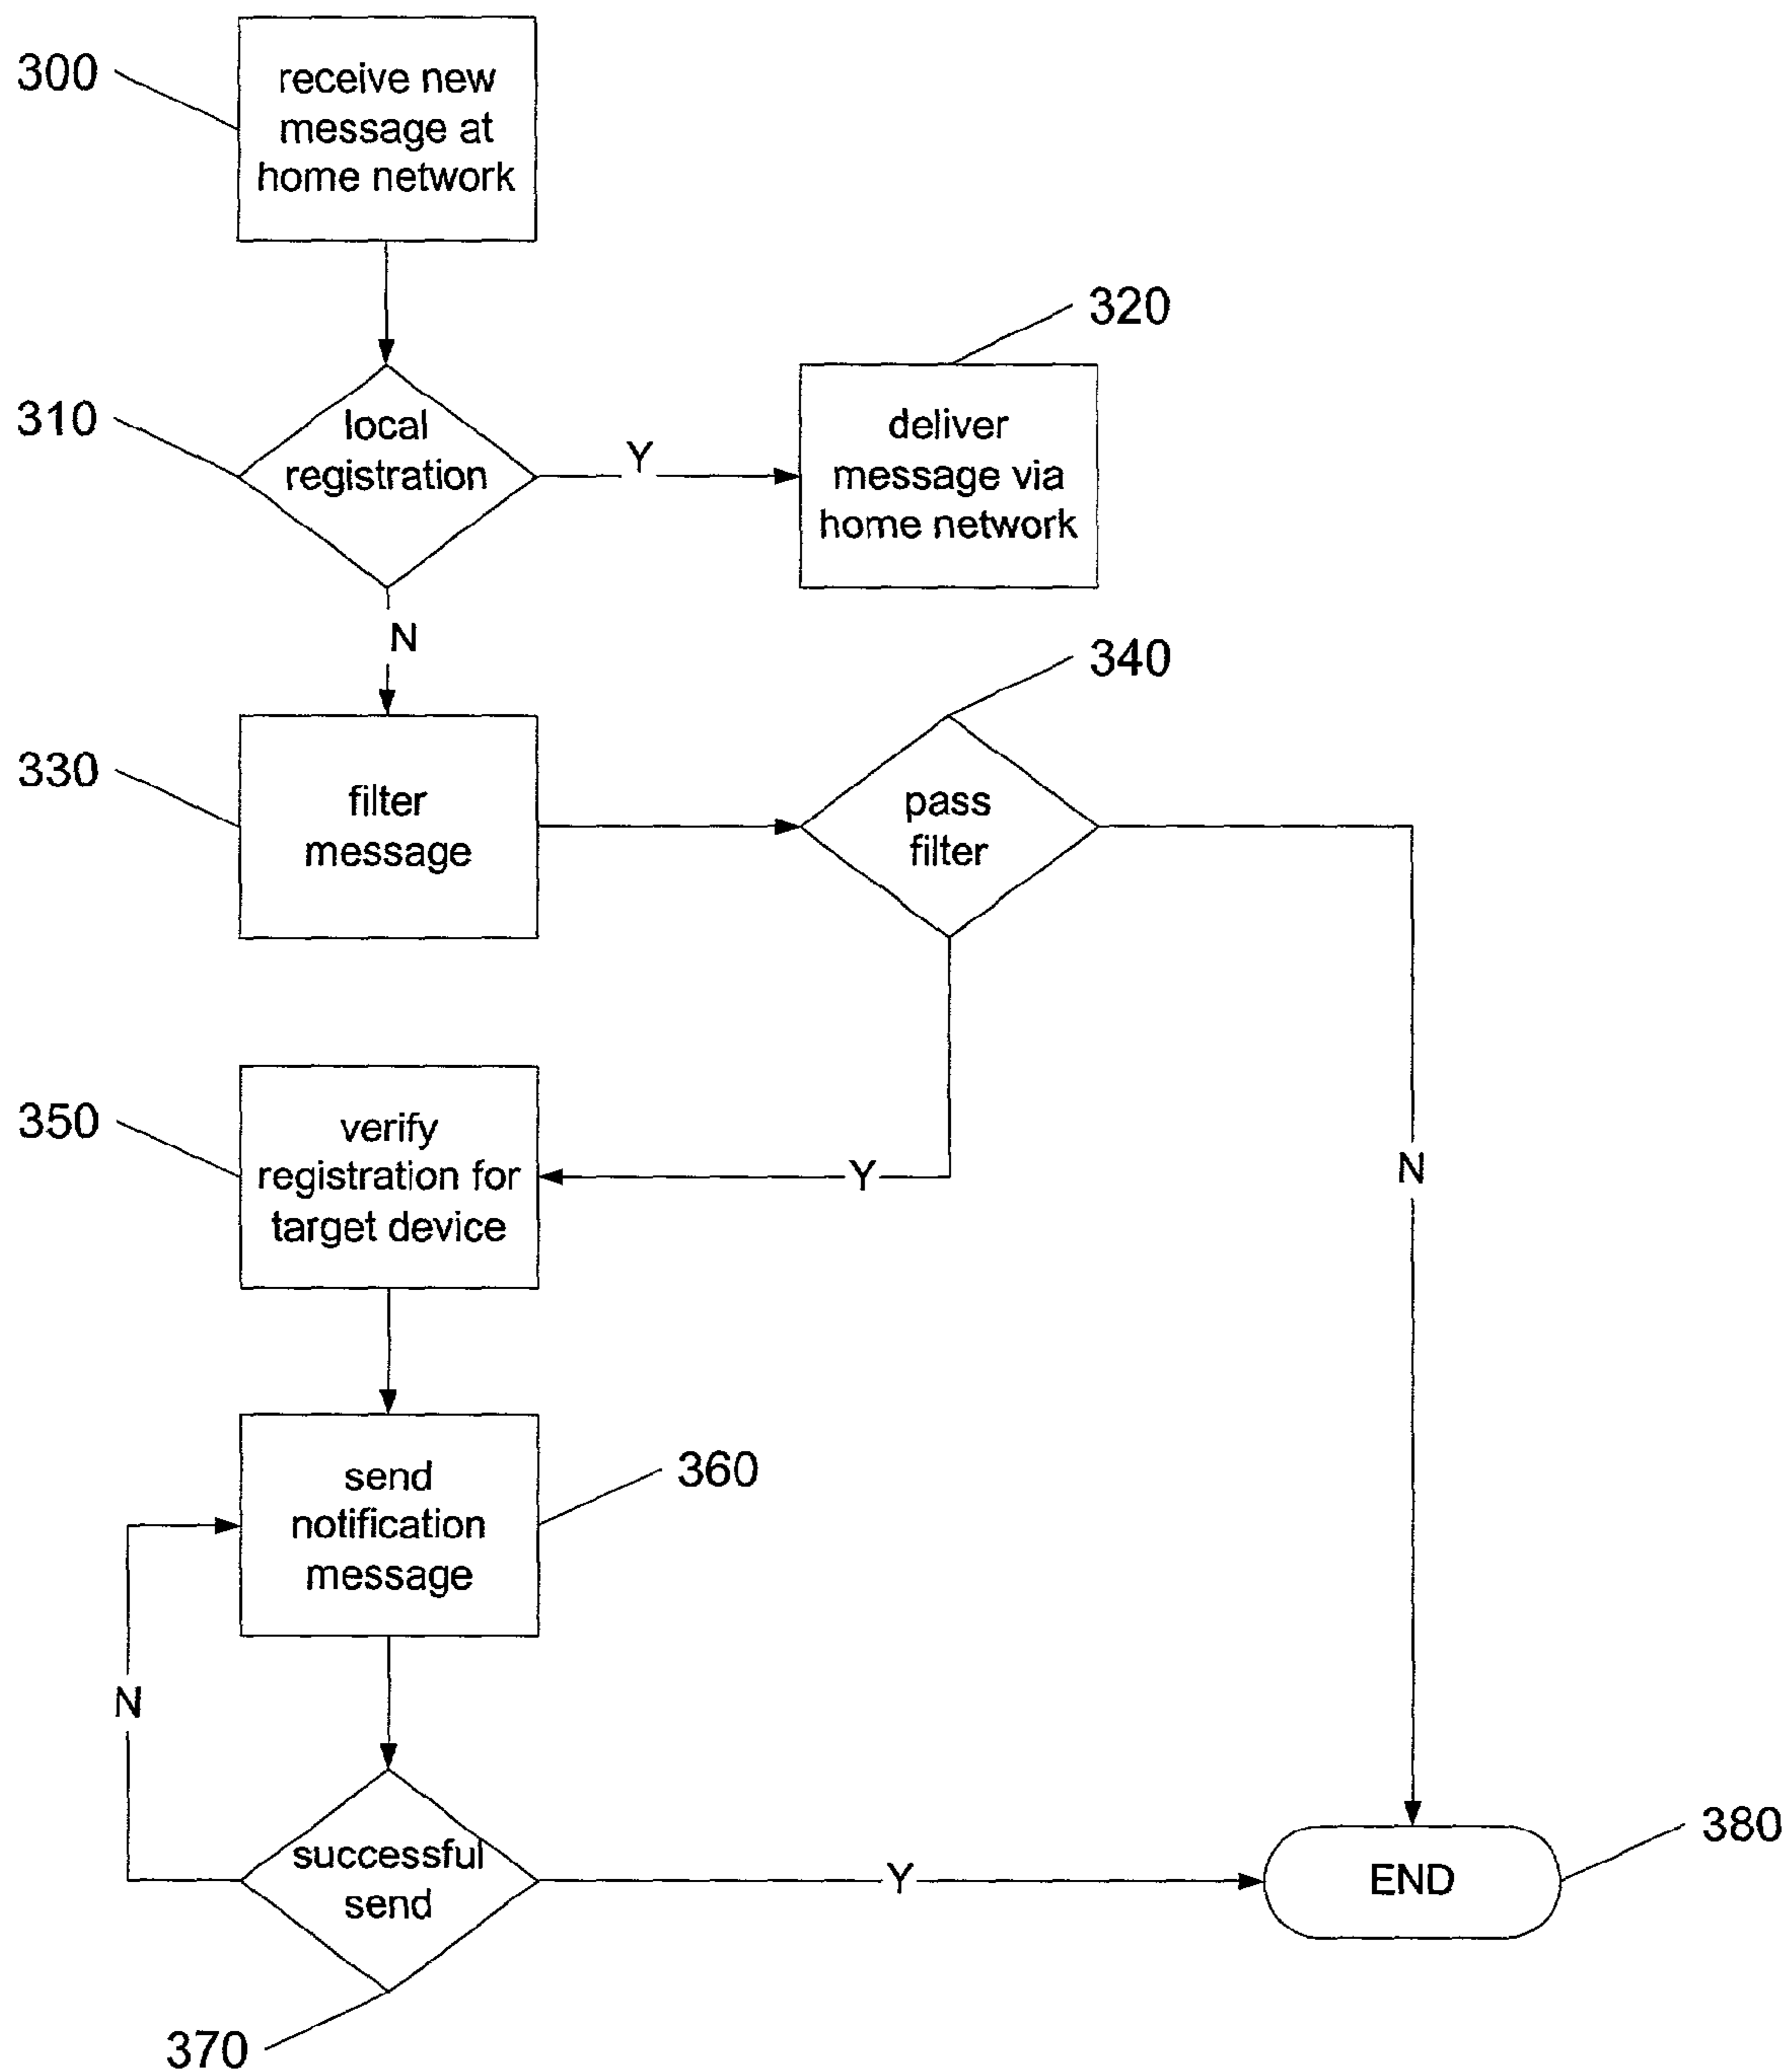 300
receive new
message at
home network
320
310
local
registration
Y
deliver
message via
home network
N
340
330
filter
message
pass
filter
350
verify
registration for
target device
Y
N
360
send
notification
message
N
successful
send
Y
END
380
370